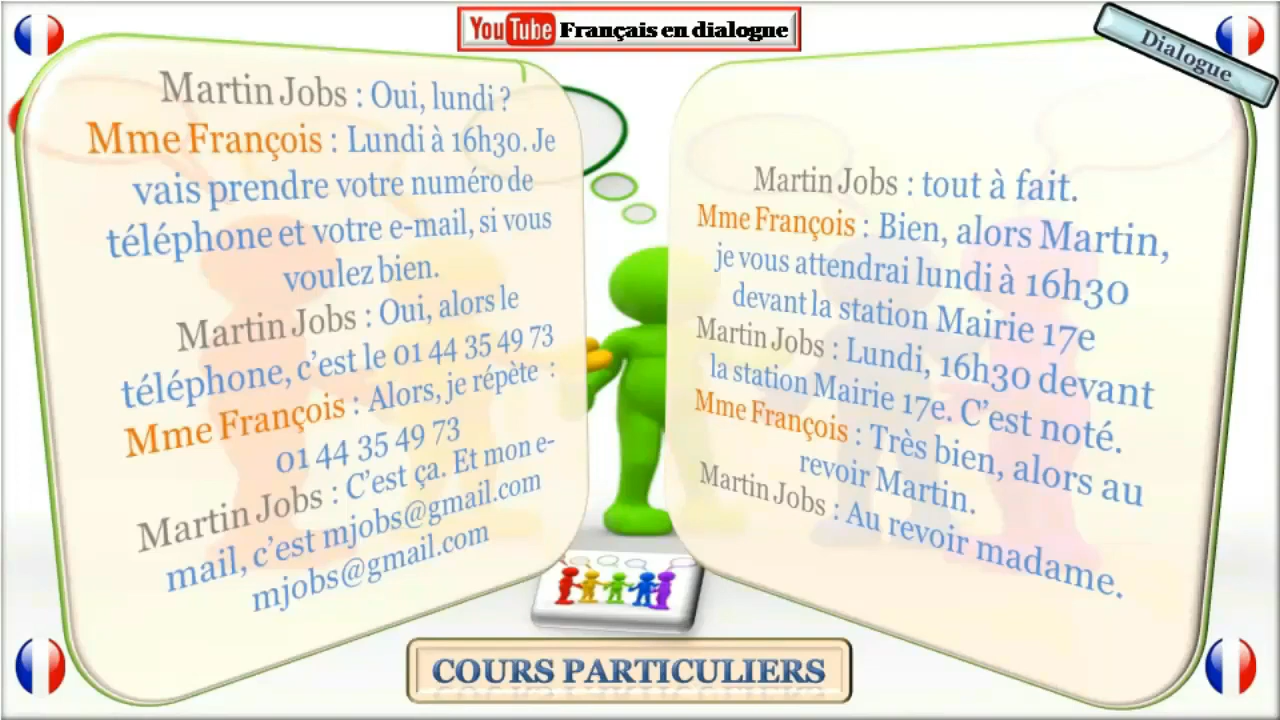 YouTube Français en dialogue
Dialogue
Martin Jobs : Oui, lundi ?
Mme François : Lundi à 16h30. Je
vais prendre votre numéro de
téléphone et votre e-mail, si vous
voulez bien.
Martin Jobs : Oui, alors le
téléphone, c'est le 01 44 35 49 73
Mme François : Alors, je répète :
01 44 35 49 73
Martin Jobs : C'est ça. Et mon e-
mail, c'est mjobs@gmail.com
mjobs@gmail.com
Martin Jobs : tout à fait.
Mme François : Bien, alors Martin,
je vous attendrai lundi à 16h30
devant la station Mairie 17e
Martin Jobs : Lundi, 16h30 devant
la station Mairie 17e. C'est noté.
Mme François : Très bien, alors au
revoir Martin.
Martin Jobs : Au revoir madame.
COURS PARTICULIERS